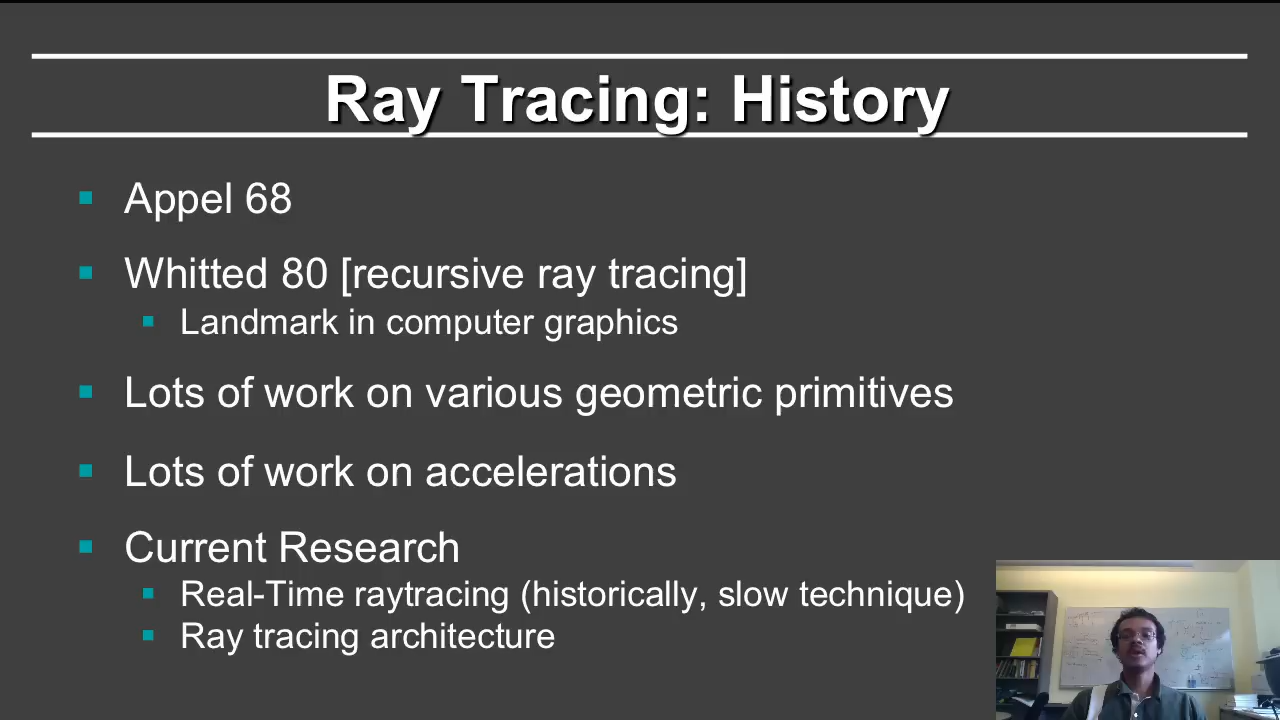 Ray Tracing: History
Appel 68
Whitted 80 [recursive ray tracing]
Landmark in computer graphics
Lots of work on various geometric primitives
Lots of work on accelerations
Current Research
Real-Time raytracing (historically, slow technique)
Ray tracing architecture